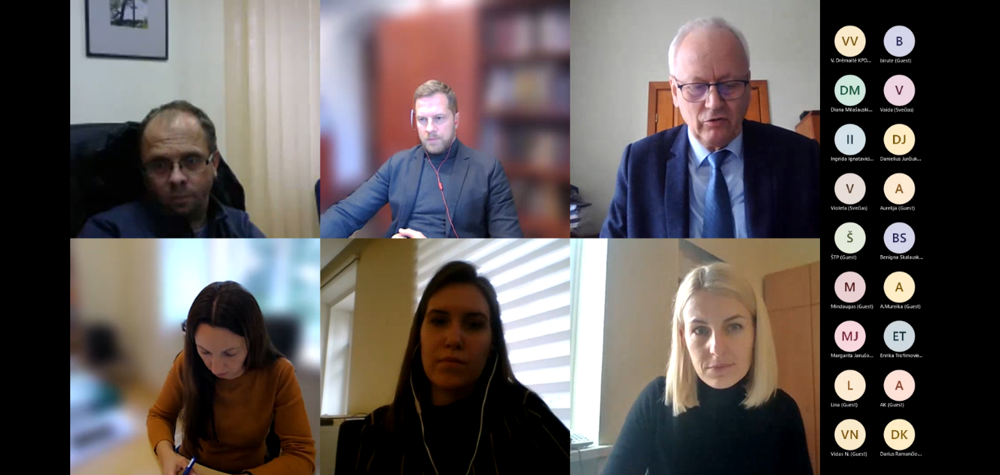 VV B
V. Drėmaitė KPD... birute (Guest)
DM V
Diana Milašauski... Vaida (Svečias)
II DJ
Ingrida Ignatavič... Danielius Jurčiuk...
V A
Violeta (Svečias) Aurelija (Guest)
Š BS
ŠTP (Guest) Benigna Skalausk...
M A
Mindaugas (Guest) A,Mureika (Guest)
MJ ET
Margarita Janušo... Enrika Trofimovie...
L A
Lina (Guest) AK (Guest)
VN DK
Vidas N. (Guest) Darius Ramančio...